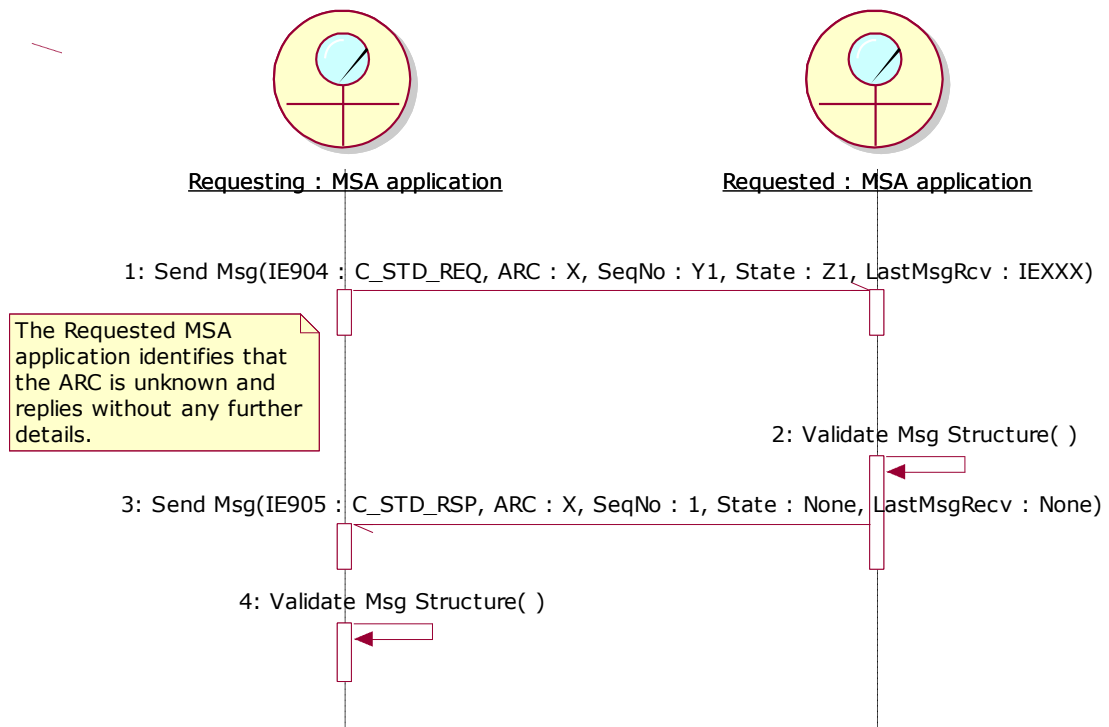 Requesting : MSA application
Requested : MSA application
1: Send Msg(IE904 : C_STD_REQ, ARC : X, SeqNo : Y1, State : Z1, LastMsgRcv : IEXXX)
The Requested MSA
application identifies that
the ARC is unknown and
replies without any further
details.
2: Validate Msg Structure( )
3: Send Msg(IE905 : C_STD_RSP, ARC : X, SeqNo : 1, State : None, LastMsgRecv : None)
4: Validate Msg Structure( )